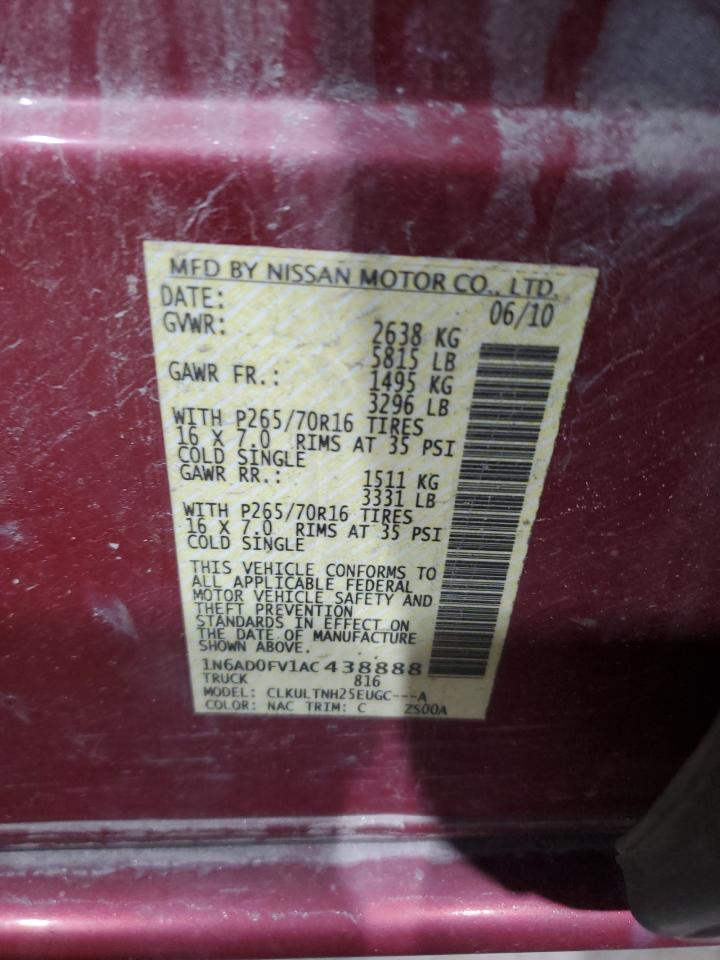 MFD BY NISSAN MOTOR CO., LTD.
DATE: 06/10
GVWR: 2638 KG
5815 LB
GAWR FR.: 1495 KG
3296 LB
WITH P265/70R16 TIRES
16 X 7.0 RIMS AT 35 PSI
COLD SINGLE
GAWR RR.: 1511 KG
3331 LB
WITH P265/70R16 TIRES
16 X 7.0 RIMS AT 35 PSI
COLD SINGLE
THIS VEHICLE CONFORMS TO
ALL APPLICABLE FEDERAL
MOTOR VEHICLE SAFETY AND
THEFT PREVENTION
STANDARDS IN EFFECT ON
THE DATE OF MANUFACTURE
SHOWN ABOVE.
1N6AD0FV1AC438888
TRUCK 816
MODEL: CLKULTNH25EUGC---A
COLOR: NAC TRIM: C ZS00A